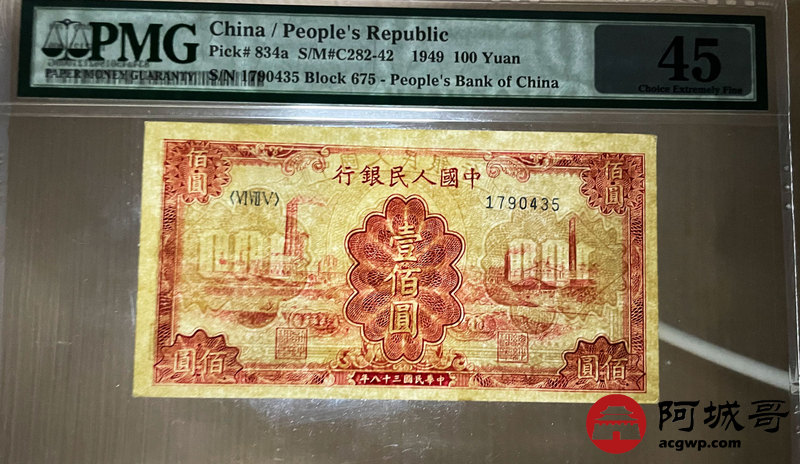 PMG
PAPER MONEY GUARANTY
China / People's Republic
Pick# 834a S/M#C282-42 1949 100 Yuan
S/N 1790435 Block 675 - People's Bank of China
45
Choice Extremely Fine
佰圓
行銀民人國中
佰圓
〈ⅥⅦⅤ〉
1790435
壹佰圓
圓佰
圓佰
年八十三國民華中
阿城哥
acgwp.com